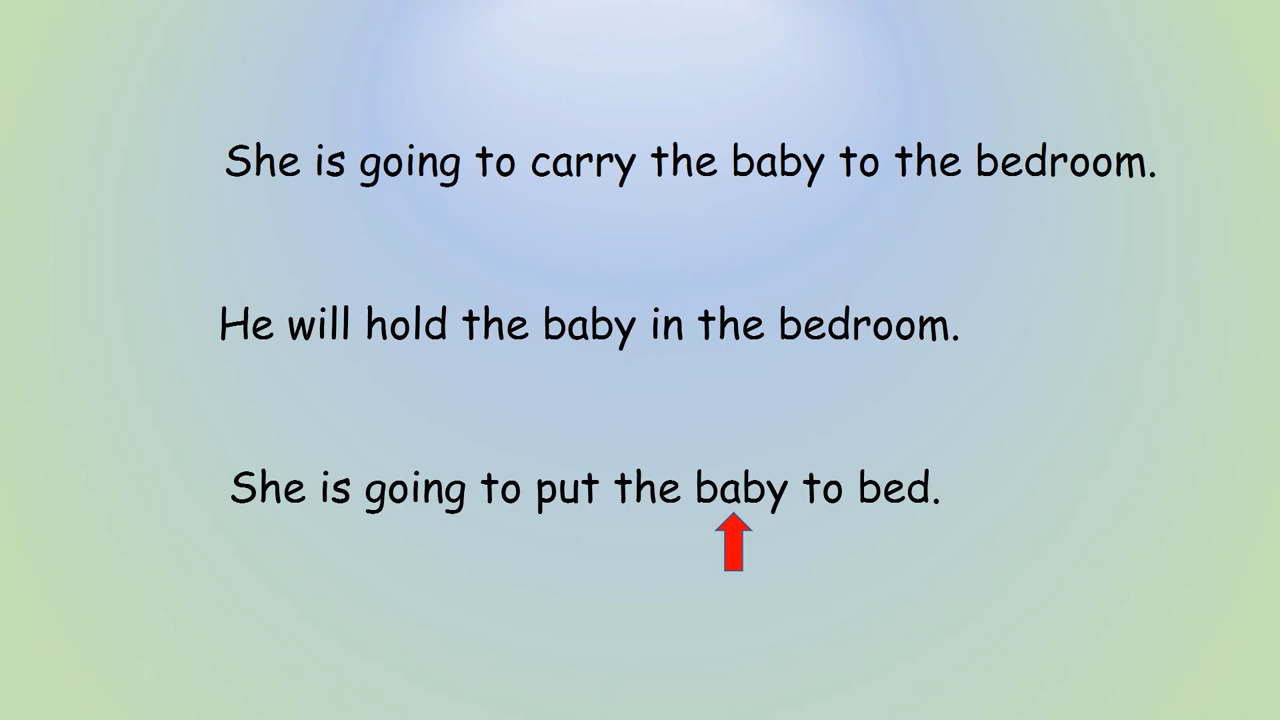 She is going to carry the baby to the bedroom.
He will hold the baby in the bedroom.
She is going to put the baby to bed.